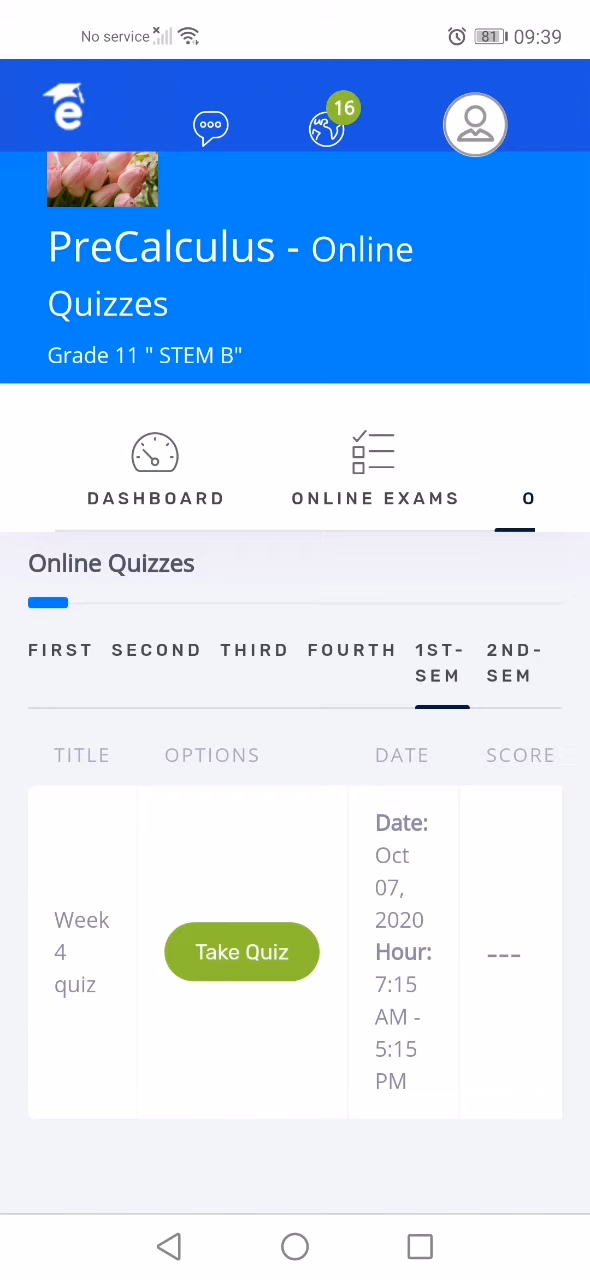 No service 81 09:39
e
16
PreCalculus - Online
Quizzes
Grade 11 " STEM B"
DASHBOARD ONLINE EXAMS O
Online Quizzes
FIRST SECOND THIRD FOURTH 1ST- 2ND-
SEM SEM
TITLE OPTIONS DATE SCORE
Week
4
quiz
Take Quiz
Date:
Oct
07,
2020
Hour:
7:15
AM -
5:15
PM
---